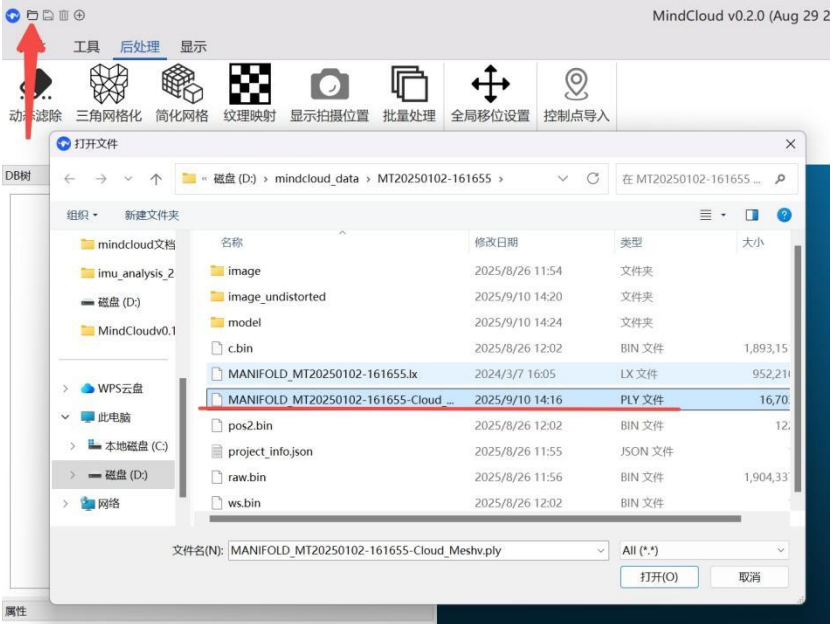 MindCloud v0.2.0 (Aug 29 2
工具 后处理 显示
动态滤除 三角网格化 简化网格 纹理映射 显示拍摄位置 批量处理 全局移位设置 控制点导入
打开文件
DB树
« 磁盘 (D:) › mindcloud_data › MT20250102-161655 ›
在 MT20250102-161655 ...
组织 新建文件夹
名称 修改日期 类型 大小
mindcloud文档
imu_analysis_2
磁盘 (D:)
MindCloudv0.1
WPS云盘
此电脑
本地磁盘 (C:)
磁盘 (D:)
网络
image 2025/8/26 11:54 文件夹
image_undistorted 2025/9/10 14:20 文件夹
model 2025/9/10 14:24 文件夹
c.bin 2025/8/26 12:02 BIN 文件 1,893,15
MANIFOLD_MT20250102-161655.lx 2024/3/7 16:05 LX 文件 952,21
MANIFOLD_MT20250102-161655-Cloud_... 2025/9/10 14:16 PLY 文件 16,70
pos2.bin 2025/8/26 12:02 BIN 文件 12
project_info.json 2025/8/26 11:55 JSON 文件
raw.bin 2025/8/26 11:56 BIN 文件 1,904,33
ws.bin 2025/8/26 12:02 BIN 文件
文件名(N): MANIFOLD_MT20250102-161655-Cloud_Meshv.ply All (*.*)
打开(O) 取消
属性